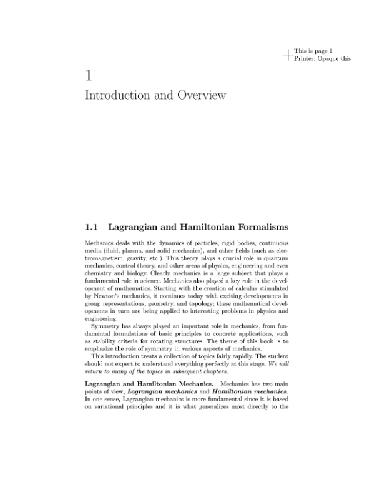 This is page 1
Printer: Opaque this
1
Introduction and Overview
1.1 Lagrangian and Hamiltonian Formalisms
Mechanics deals with the dynamics of particles, rigid bodies, continuous
media (fluid, plasma, and solid mechanics), and other fields (such as elec-
tromagnetism, gravity, etc.). This theory plays a crucial role in quantum
mechanics, control theory, and other areas of physics, engineering and even
chemistry and biology. Clearly mechanics is a large subject that plays a
fundamental role in science. Mechanics also played a key role in the devel-
opment of mathematics. Starting with the creation of calculus stimulated
by Newton's mechanics, it continues today with exciting developments in
group representations, geometry, and topology; these mathematical devel-
opments in turn are being applied to interesting problems in physics and
engineering.
Symmetry has always played an important role in mechanics, from fun-
damental formulations of basic principles to concrete applications, such
as stability criteria for rotating structures. The theme of this book is to
emphasize the role of symmetry in various aspects of mechanics.
This introduction treats a collection of topics fairly rapidly. The student
should not expect to understand everything perfectly at this stage. We will
return to many of the topics in subsequent chapters.
Lagrangian and Hamiltonian Mechanics. Mechanics has two main
points of view, Lagrangian mechanics and Hamiltonian mechanics.
In one sense, Lagrangian mechanics is more fundamental since it is based
on variational principles and it is what generalizes most directly to the